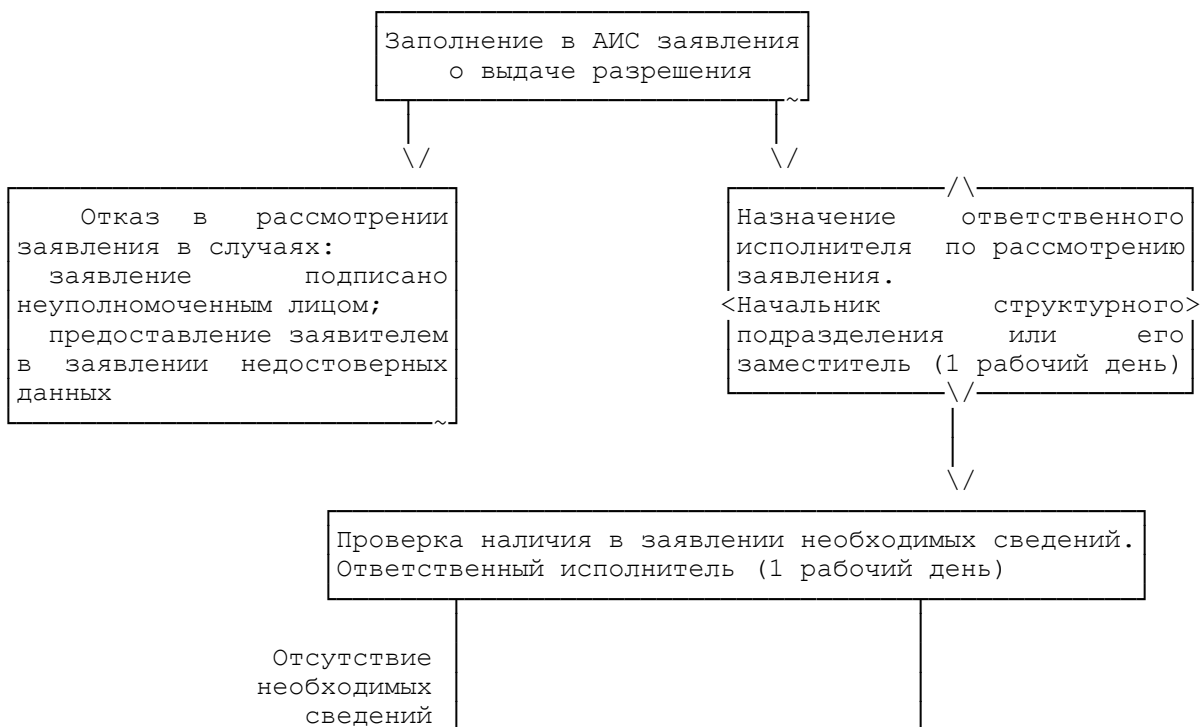 Заполнение в АИС заявления
о выдаче разрешения
Отказ в рассмотрении
заявления в случаях:
заявление подписано
неуполномоченным лицом;
предоставление заявителем
в заявлении недостоверных
данных
Назначение ответственного
исполнителя по рассмотрению
заявления.
Начальник структурного
подразделения или его
заместитель (1 рабочий день)
Проверка наличия в заявлении необходимых сведений.
Ответственный исполнитель (1 рабочий день)
Отсутствие
необходимых
сведений